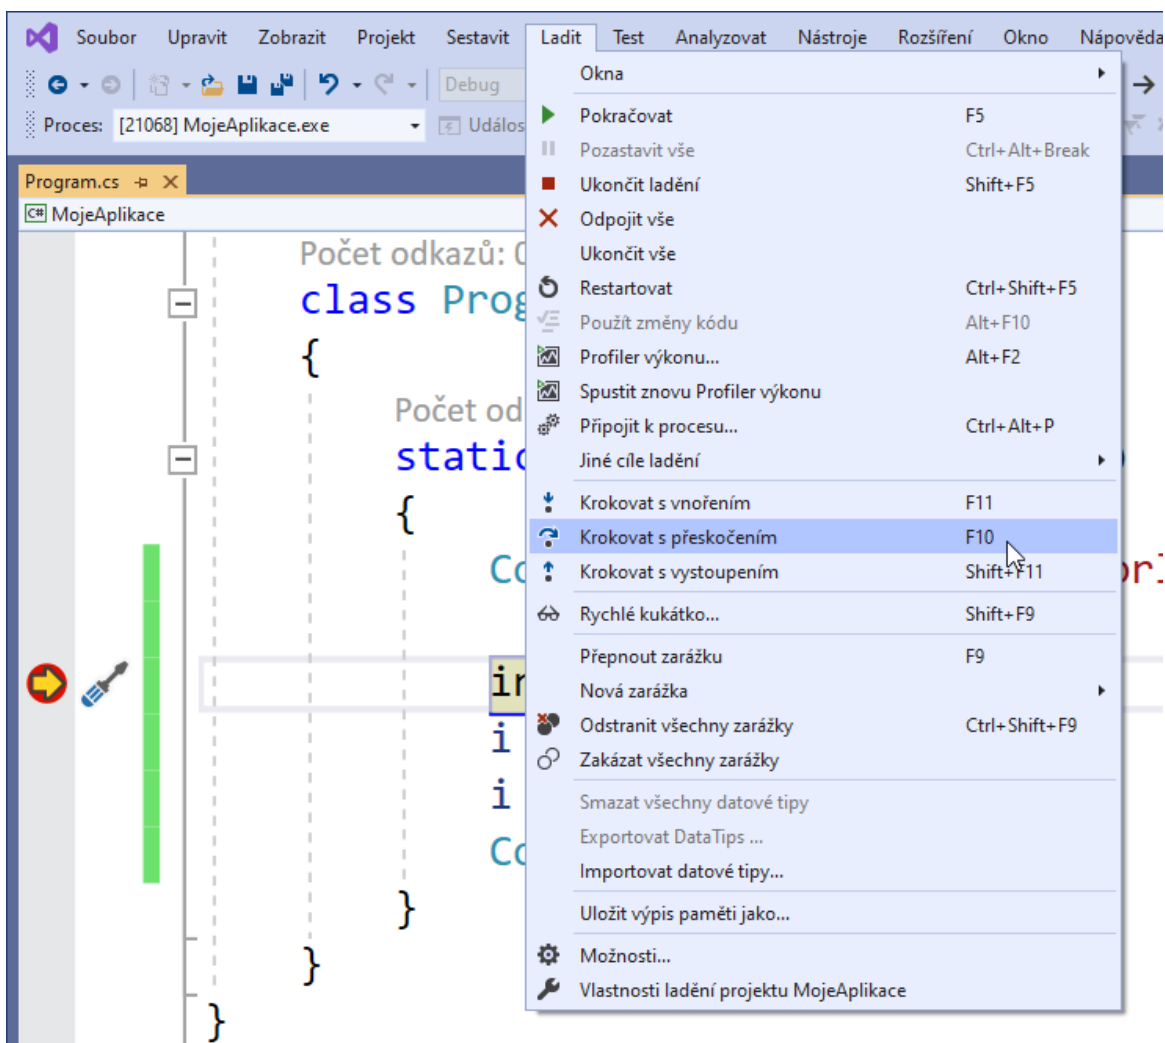 Soubor Upravit Zobrazit Projekt Sestavit Ladit Test Analyzovat Nástroje Rozšíření Okno Nápověda
Debug
Proces: [21068] MojeAplikace.exe Událos
Program.cs
C# MojeAplikace
Okna
Pokračovat F5
Pozastavit vše Ctrl+Alt+Break
Ukončit ladění Shift+F5
Odpojit vše
Ukončit vše
Restartovat Ctrl+Shift+F5
Použít změny kódu Alt+F10
Profiler výkonu... Alt+F2
Spustit znovu Profiler výkonu
Připojit k procesu... Ctrl+Alt+P
Jiné cíle ladění
Krokovat s vnořením F11
Krokovat s přeskočením F10
Krokovat s vystoupením Shift+F11
Rychlé kukátko... Shift+F9
Přepnout zarážku F9
Nová zarážka
Odstranit všechny zarážky Ctrl+Shift+F9
Zakázat všechny zarážky
Smazat všechny datové tipy
Exportovat DataTips ...
Importovat datové tipy...
Uložit výpis paměti jako...
Možnosti...
Vlastnosti ladění projektu MojeAplikace
Počet odkazů: 0
class Prog
{
Počet od
static
{
Co
in
i
i
Co
}
}
}